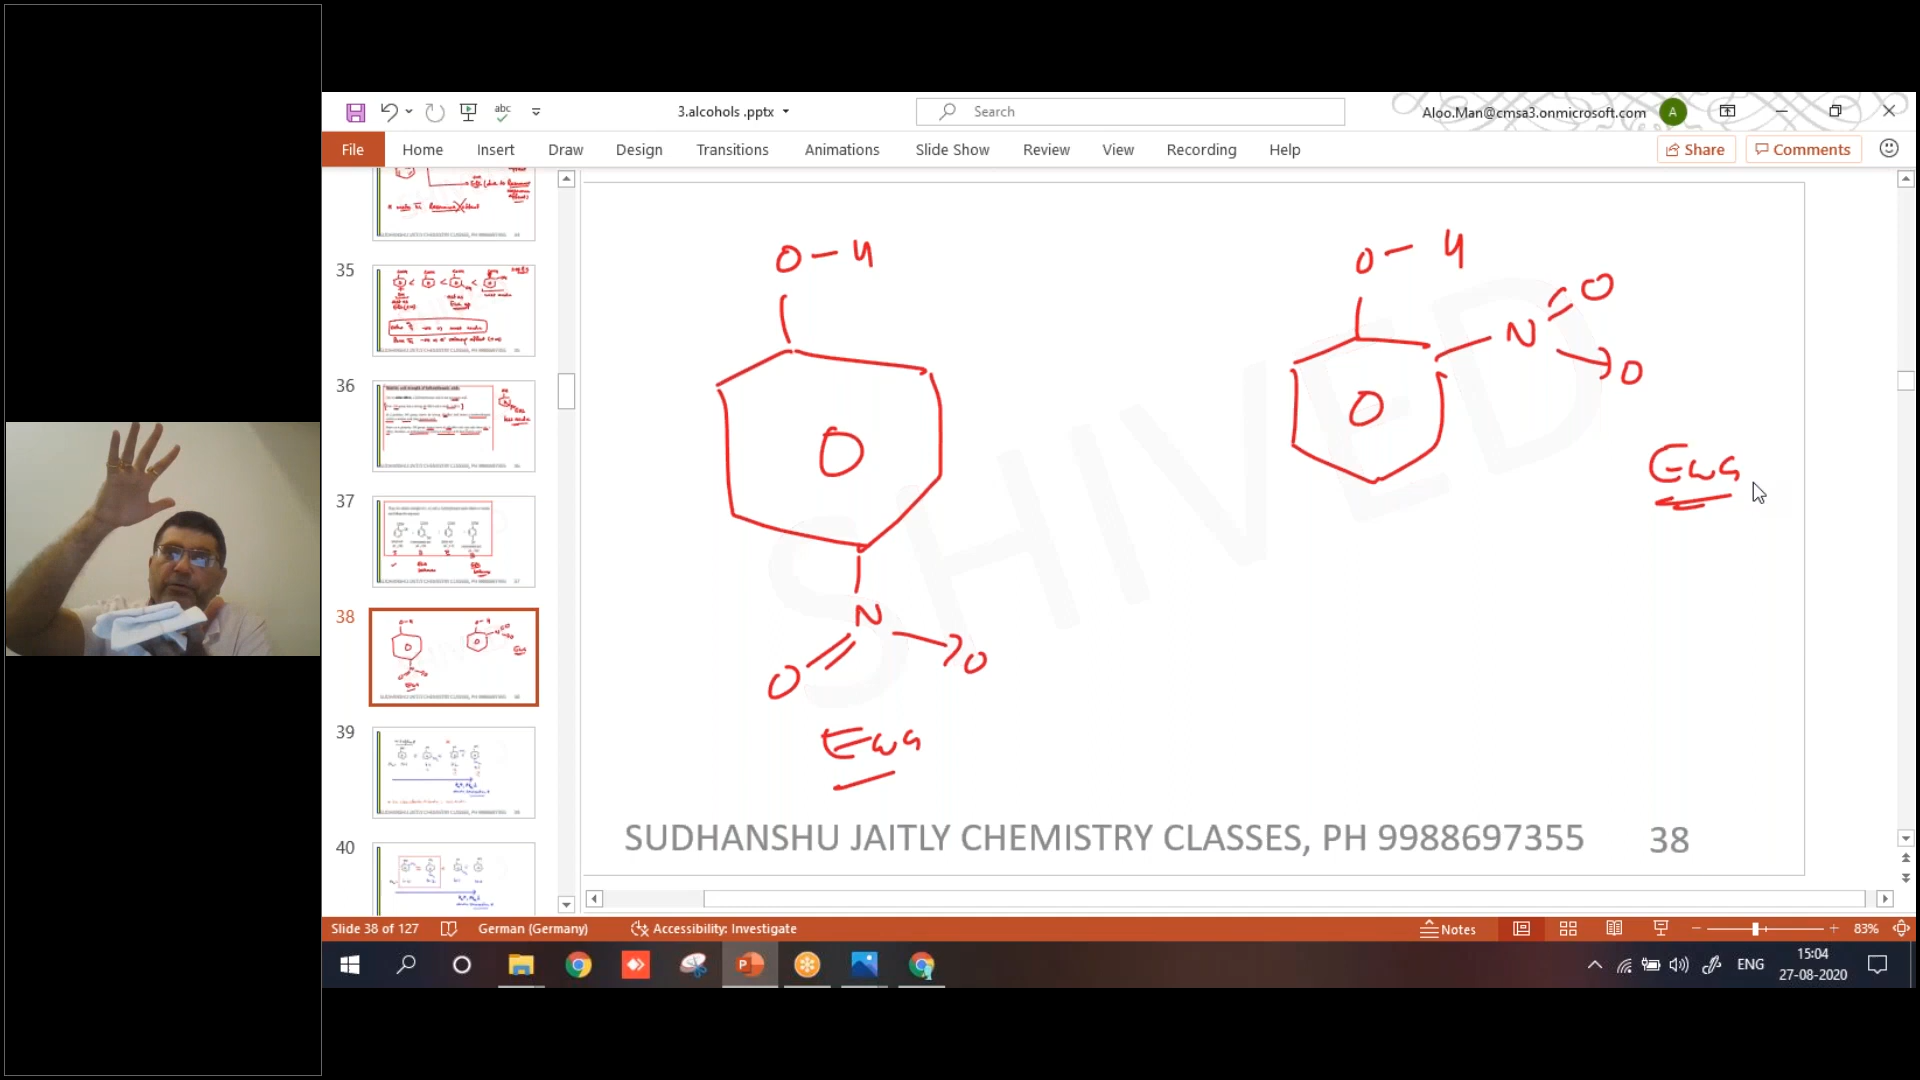 abc
3.alcohols .pptx
Search
Aloo.Man@cmsa3.onmicrosoft.com
A
File Home Insert Draw Design Transitions Animations Slide Show Review View Recording Help
Share Comments
35
36
37
38
39
40
O-H
O-H
N
O
O
O
O
EWG
N
O
O
EWG
SHIVED
SUDHANSHU JAITLY CHEMISTRY CLASSES, PH 9988697355 38
Slide 38 of 127 German (Germany) Accessibility: Investigate Notes 83%
ENG
15:04
27-08-2020